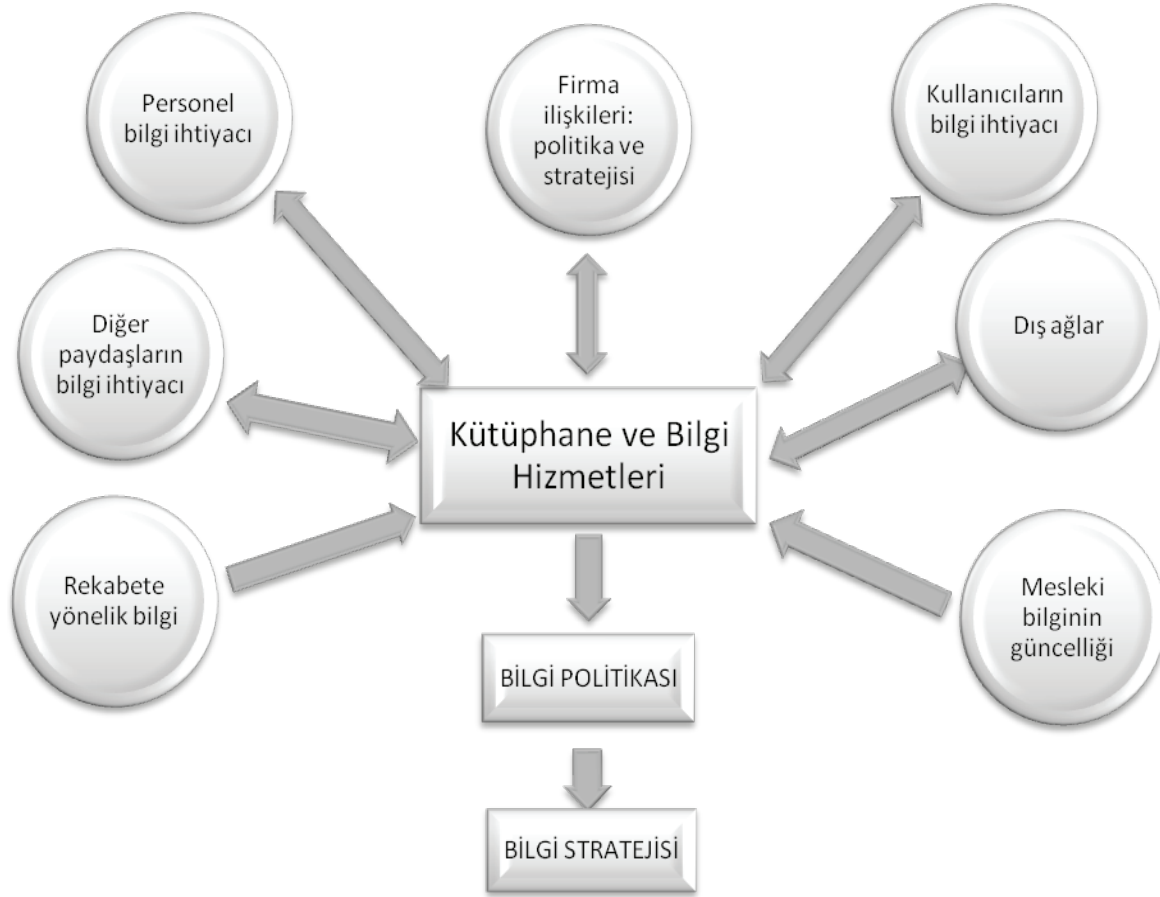 Personel
bilgi ihtiyacı
Firma
ilişkileri:
politika ve
stratejisi
Kullanıcıların
bilgi ihtiyacı
Diğer
paydaşların
bilgi ihtiyacı
Dış ağlar
Kütüphane ve Bilgi
Hizmetleri
Rekabete
yönelik bilgi
Mesleki
bilginin
güncelliği
BİLGİ POLİTİKASI
BİLGİ STRATEJİSİ